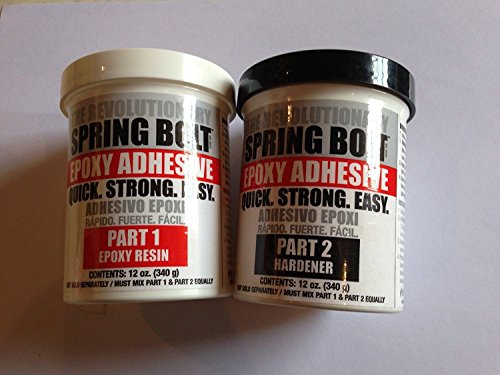 THE REVOLUTIONARY
SPRING BOLT
EPOXY ADHESIVE
QUICK. STRONG. EASY.
ADHESIVO EPOXI
RÁPIDO. FUERTE. FÁCIL.
PART 1
EPOXY RESIN
CONTENTS: 12 oz. (340 g)
NOT SOLD SEPARATELY / MUST MIX PART 1 & PART 2 EQUALLY
THE REVOLUTIONARY
SPRING BOLT
EPOXY ADHESIVE
QUICK. STRONG. EASY.
ADHESIVO EPOXI
RÁPIDO. FUERTE. FÁCIL.
PART 2
HARDENER
CONTENTS: 12 oz. (340 g)
NOT SOLD SEPARATELY / MUST MIX PART 1 & PART 2 EQUALLY